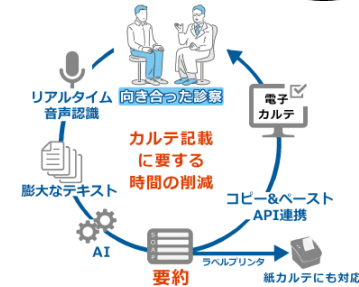 向き合った診察
リアルタイム
音声認識
電子
カルテ
カルテ記載
に要する
時間の削減
膨大なテキスト
コピー&ペースト
API連携
AI
要約
ラベルプリンタ
紙カルテにも対応